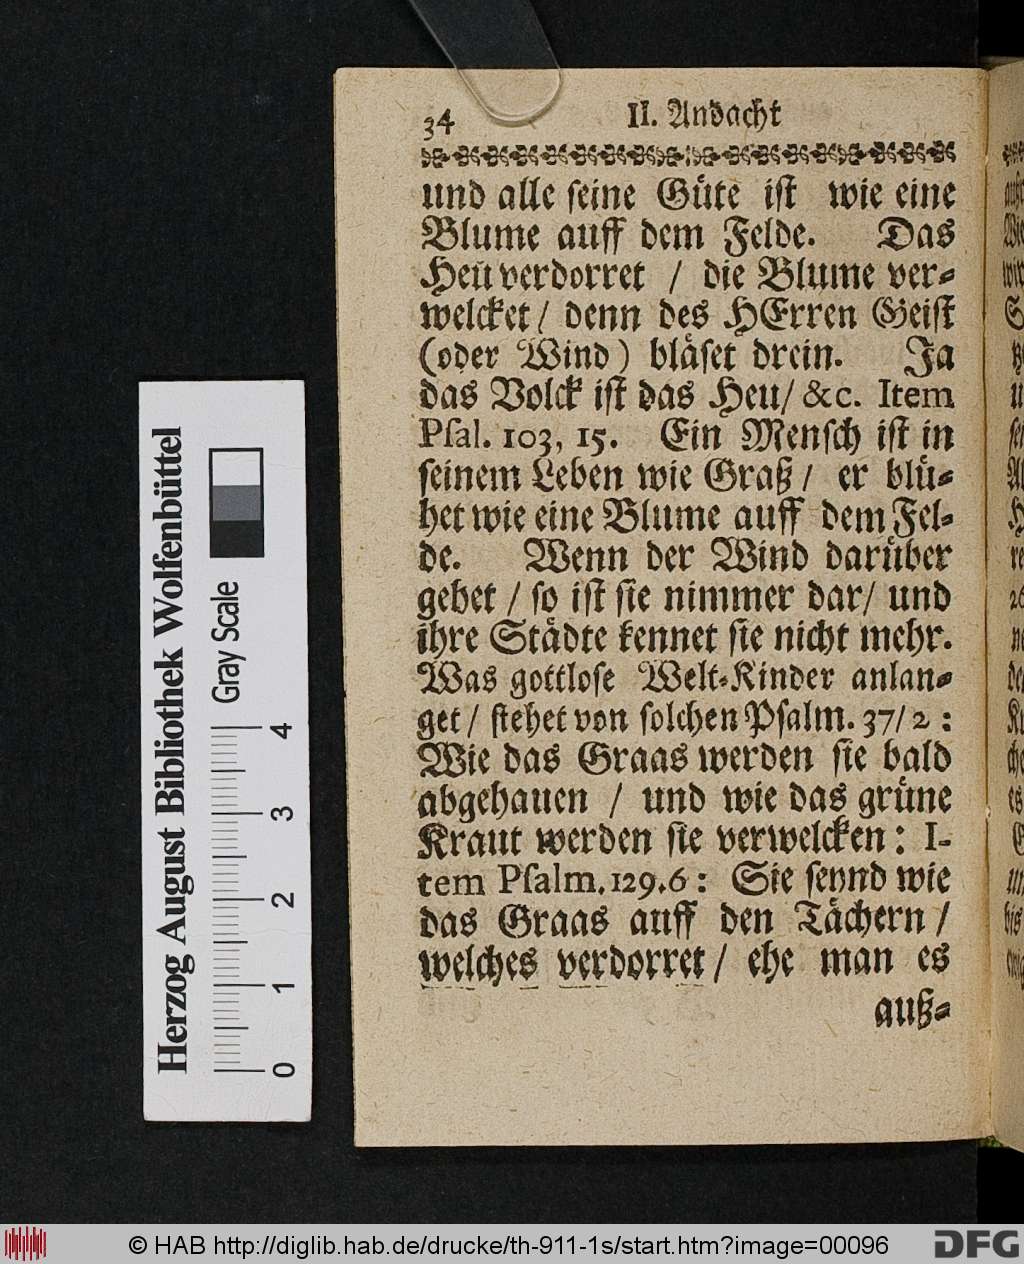 34 II. Andacht
und alle seine Güte ist wie eine
Blume auff dem Felde. Das
Heu verdorret / die Blume ver-
welcket / denn des HErren Geist
(oder Wind) bläset drein. Ja
das Volck ist das Heu / &c. Item
Psal. 103, 15. Ein Mensch ist in
seinem Leben wie Graß / er blü-
het wie eine Blume auff dem Fel-
de. Wenn der Wind darüber
gehet / so ist sie nimmer dar / und
ihre Städte kennet sie nicht mehr.
Was gottlose Welt-Kinder anlan-
get / stehet von solchen Psalm. 37/2:
Wie das Graas werden sie bald
abgehauen / und wie das grüne
Kraut werden sie verwelcken: I-
tem Psalm. 129.6: Sie seynd wie
das Graas auff den Tächern /
welches verdorret / ehe man es
auß-
Herzog August Bibliothek Wolfenbüttel
Gray Scale
0 1 2 3 4
© HAB http://diglib.hab.de/drucke/th-911-1s/start.htm?image=00096
DFG